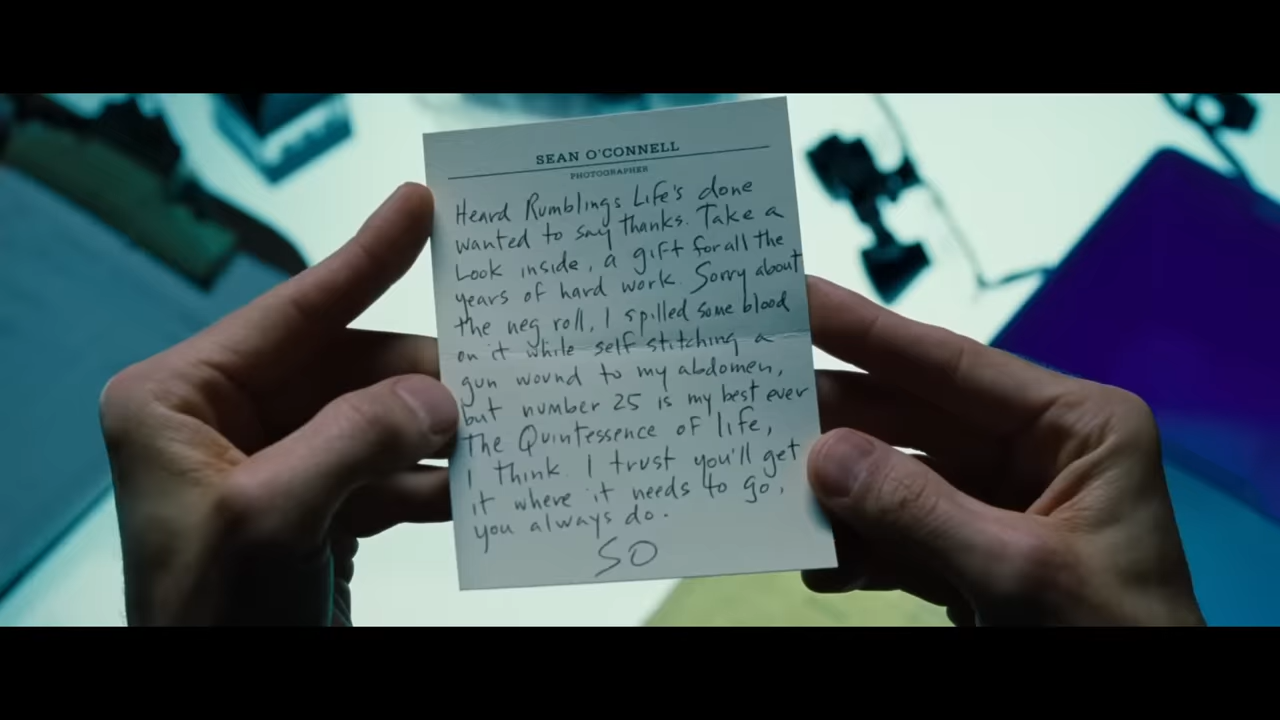 SEAN O'CONNELL
PHOTOGRAPHER
Heard Rumblings Life's done
wanted to say thanks. Take a
Look inside, a gift for all the
years of hard work. Sorry about
the neg roll, I spilled some blood
on it while self stitching a
gun wound to my abdomen,
but number 25 is my best ever
The Quintessence of life,
I think. I trust you'll get
it where it needs to go,
you always do.
SO